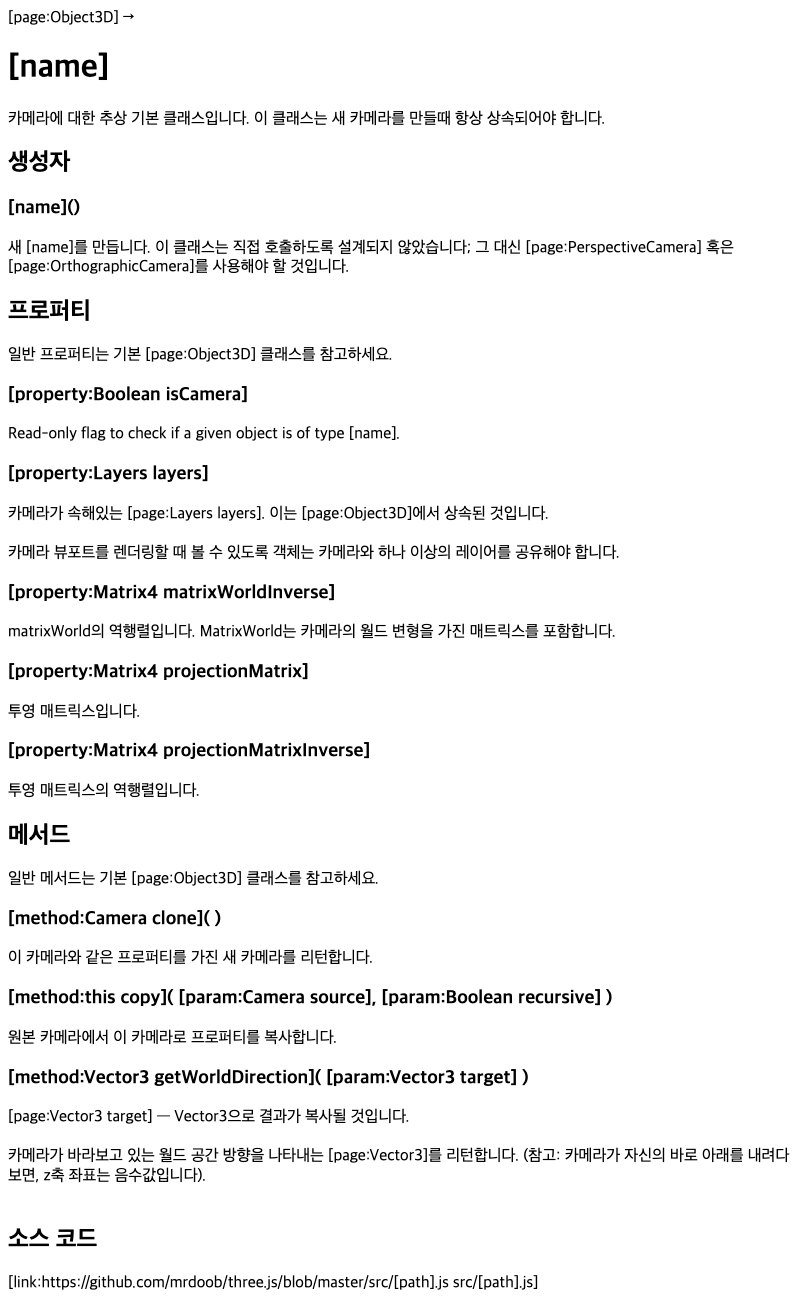 [page:Object3D] →
[name]
카메라에 대한 추상 기본 클래스입니다. 이 클래스는 새 카메라를 만들때 항상 상속되어야 합니다.
생성자
[name]()
새 [name]를 만듭니다. 이 클래스는 직접 호출하도록 설계되지 않았습니다; 그 대신 [page:PerspectiveCamera] 혹은
[page:OrthographicCamera]를 사용해야 할 것입니다.
프로퍼티
일반 프로퍼티는 기본 [page:Object3D] 클래스를 참고하세요.
[property:Boolean isCamera]
Read-only flag to check if a given object is of type [name].
[property:Layers layers]
카메라가 속해있는 [page:Layers layers]. 이는 [page:Object3D]에서 상속된 것입니다.
카메라 뷰포트를 렌더링할 때 볼 수 있도록 객체는 카메라와 하나 이상의 레이어를 공유해야 합니다.
[property:Matrix4 matrixWorldInverse]
matrixWorld의 역행렬입니다. MatrixWorld는 카메라의 월드 변형을 가진 매트릭스를 포함합니다.
[property:Matrix4 projectionMatrix]
투영 매트릭스입니다.
[property:Matrix4 projectionMatrixInverse]
투영 매트릭스의 역행렬입니다.
메서드
일반 메서드는 기본 [page:Object3D] 클래스를 참고하세요.
[method:Camera clone]( )
이 카메라와 같은 프로퍼티를 가진 새 카메라를 리턴합니다.
[method:this copy]( [param:Camera source], [param:Boolean recursive] )
원본 카메라에서 이 카메라로 프로퍼티를 복사합니다.
[method:Vector3 getWorldDirection]( [param:Vector3 target] )
[page:Vector3 target] — Vector3으로 결과가 복사될 것입니다.
카메라가 바라보고 있는 월드 공간 방향을 나타내는 [page:Vector3]를 리턴합니다. (참고: 카메라가 자신의 바로 아래를 내려다
보면, z축 좌표는 음수값입니다).
소스 코드
[link:https://github.com/mrdoob/three.js/blob/master/src/[path].js src/[path].js]